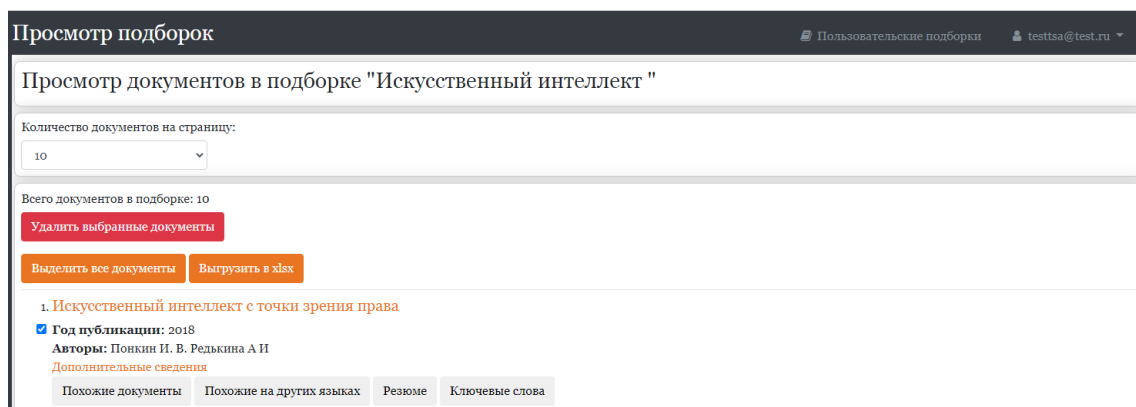 Просмотр подборок
Пользовательские подборки testtsa@test.ru
Просмотр документов в подборке "Искусственный интеллект "
Количество документов на страницу:
10
Всего документов в подборке: 10
Удалить выбранные документы
Выделить все документы Выгрузить в xlsx
1. Искусственный интеллект с точки зрения права
Год публикации: 2018
Авторы: Понкин И. В. Редькина А И
Дополнительные сведения
Похожие документы Похожие на других языках Резюме Ключевые слова